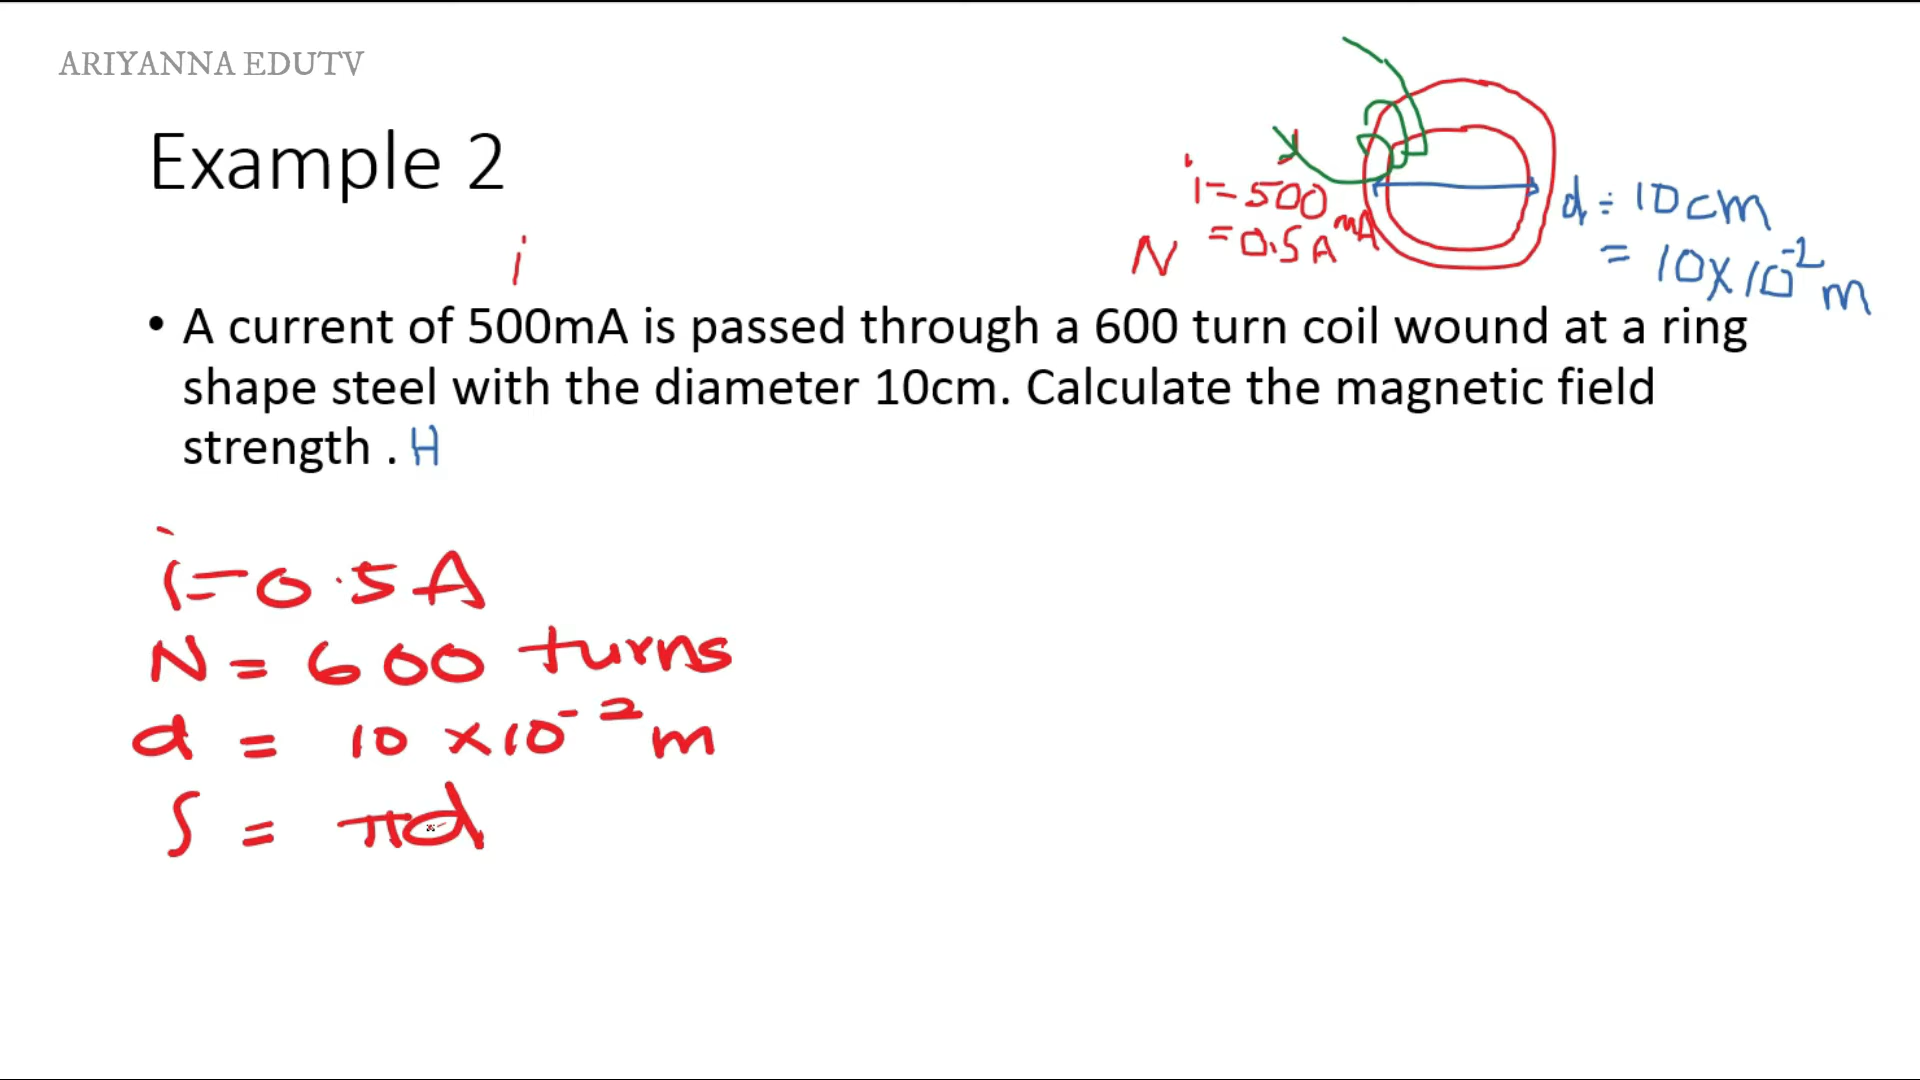 ARIYANNA EDUTV
Example 2
i = 500 mA
= 0.5A
N
d = 10cm
= 10x10-2 m
i
• A current of 500mA is passed through a 600 turn coil wound at a ring
shape steel with the diameter 10cm. Calculate the magnetic field
strength . H
i = 0.5 A
N = 600 turns
d = 10 x10-2 m
= πd